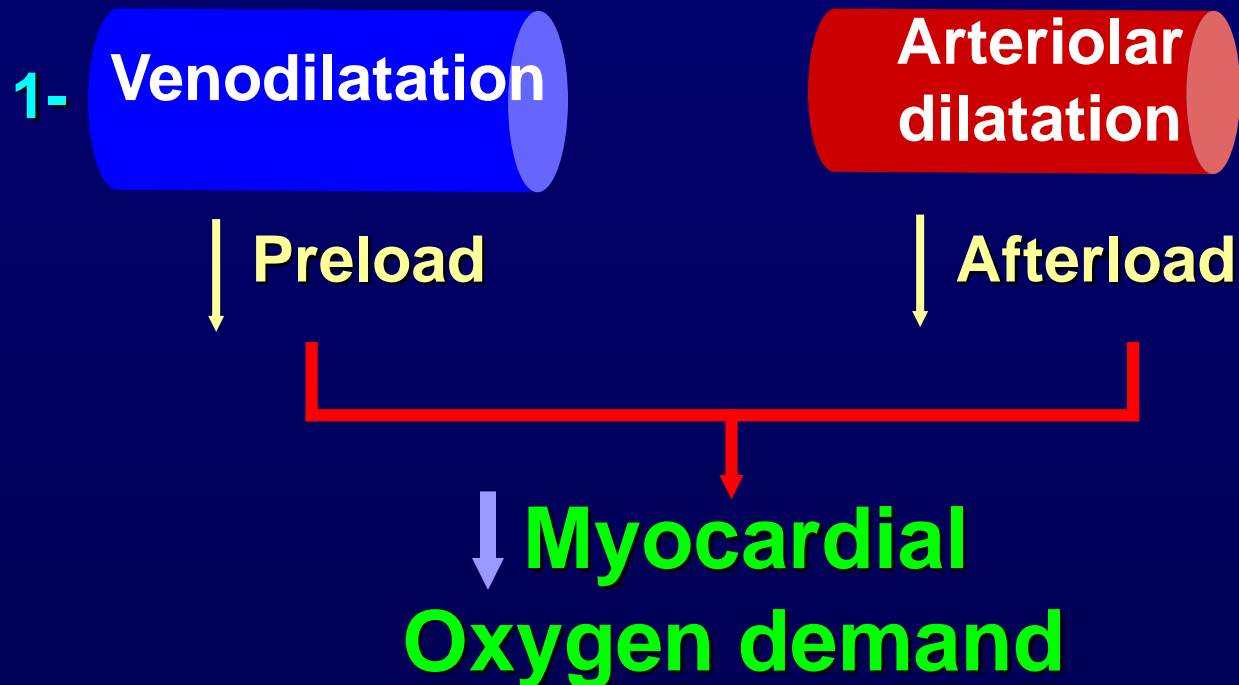 1-
Venodilatation
Arteriolar
dilatation
Preload
Afterload
Myocardial
Oxygen demand